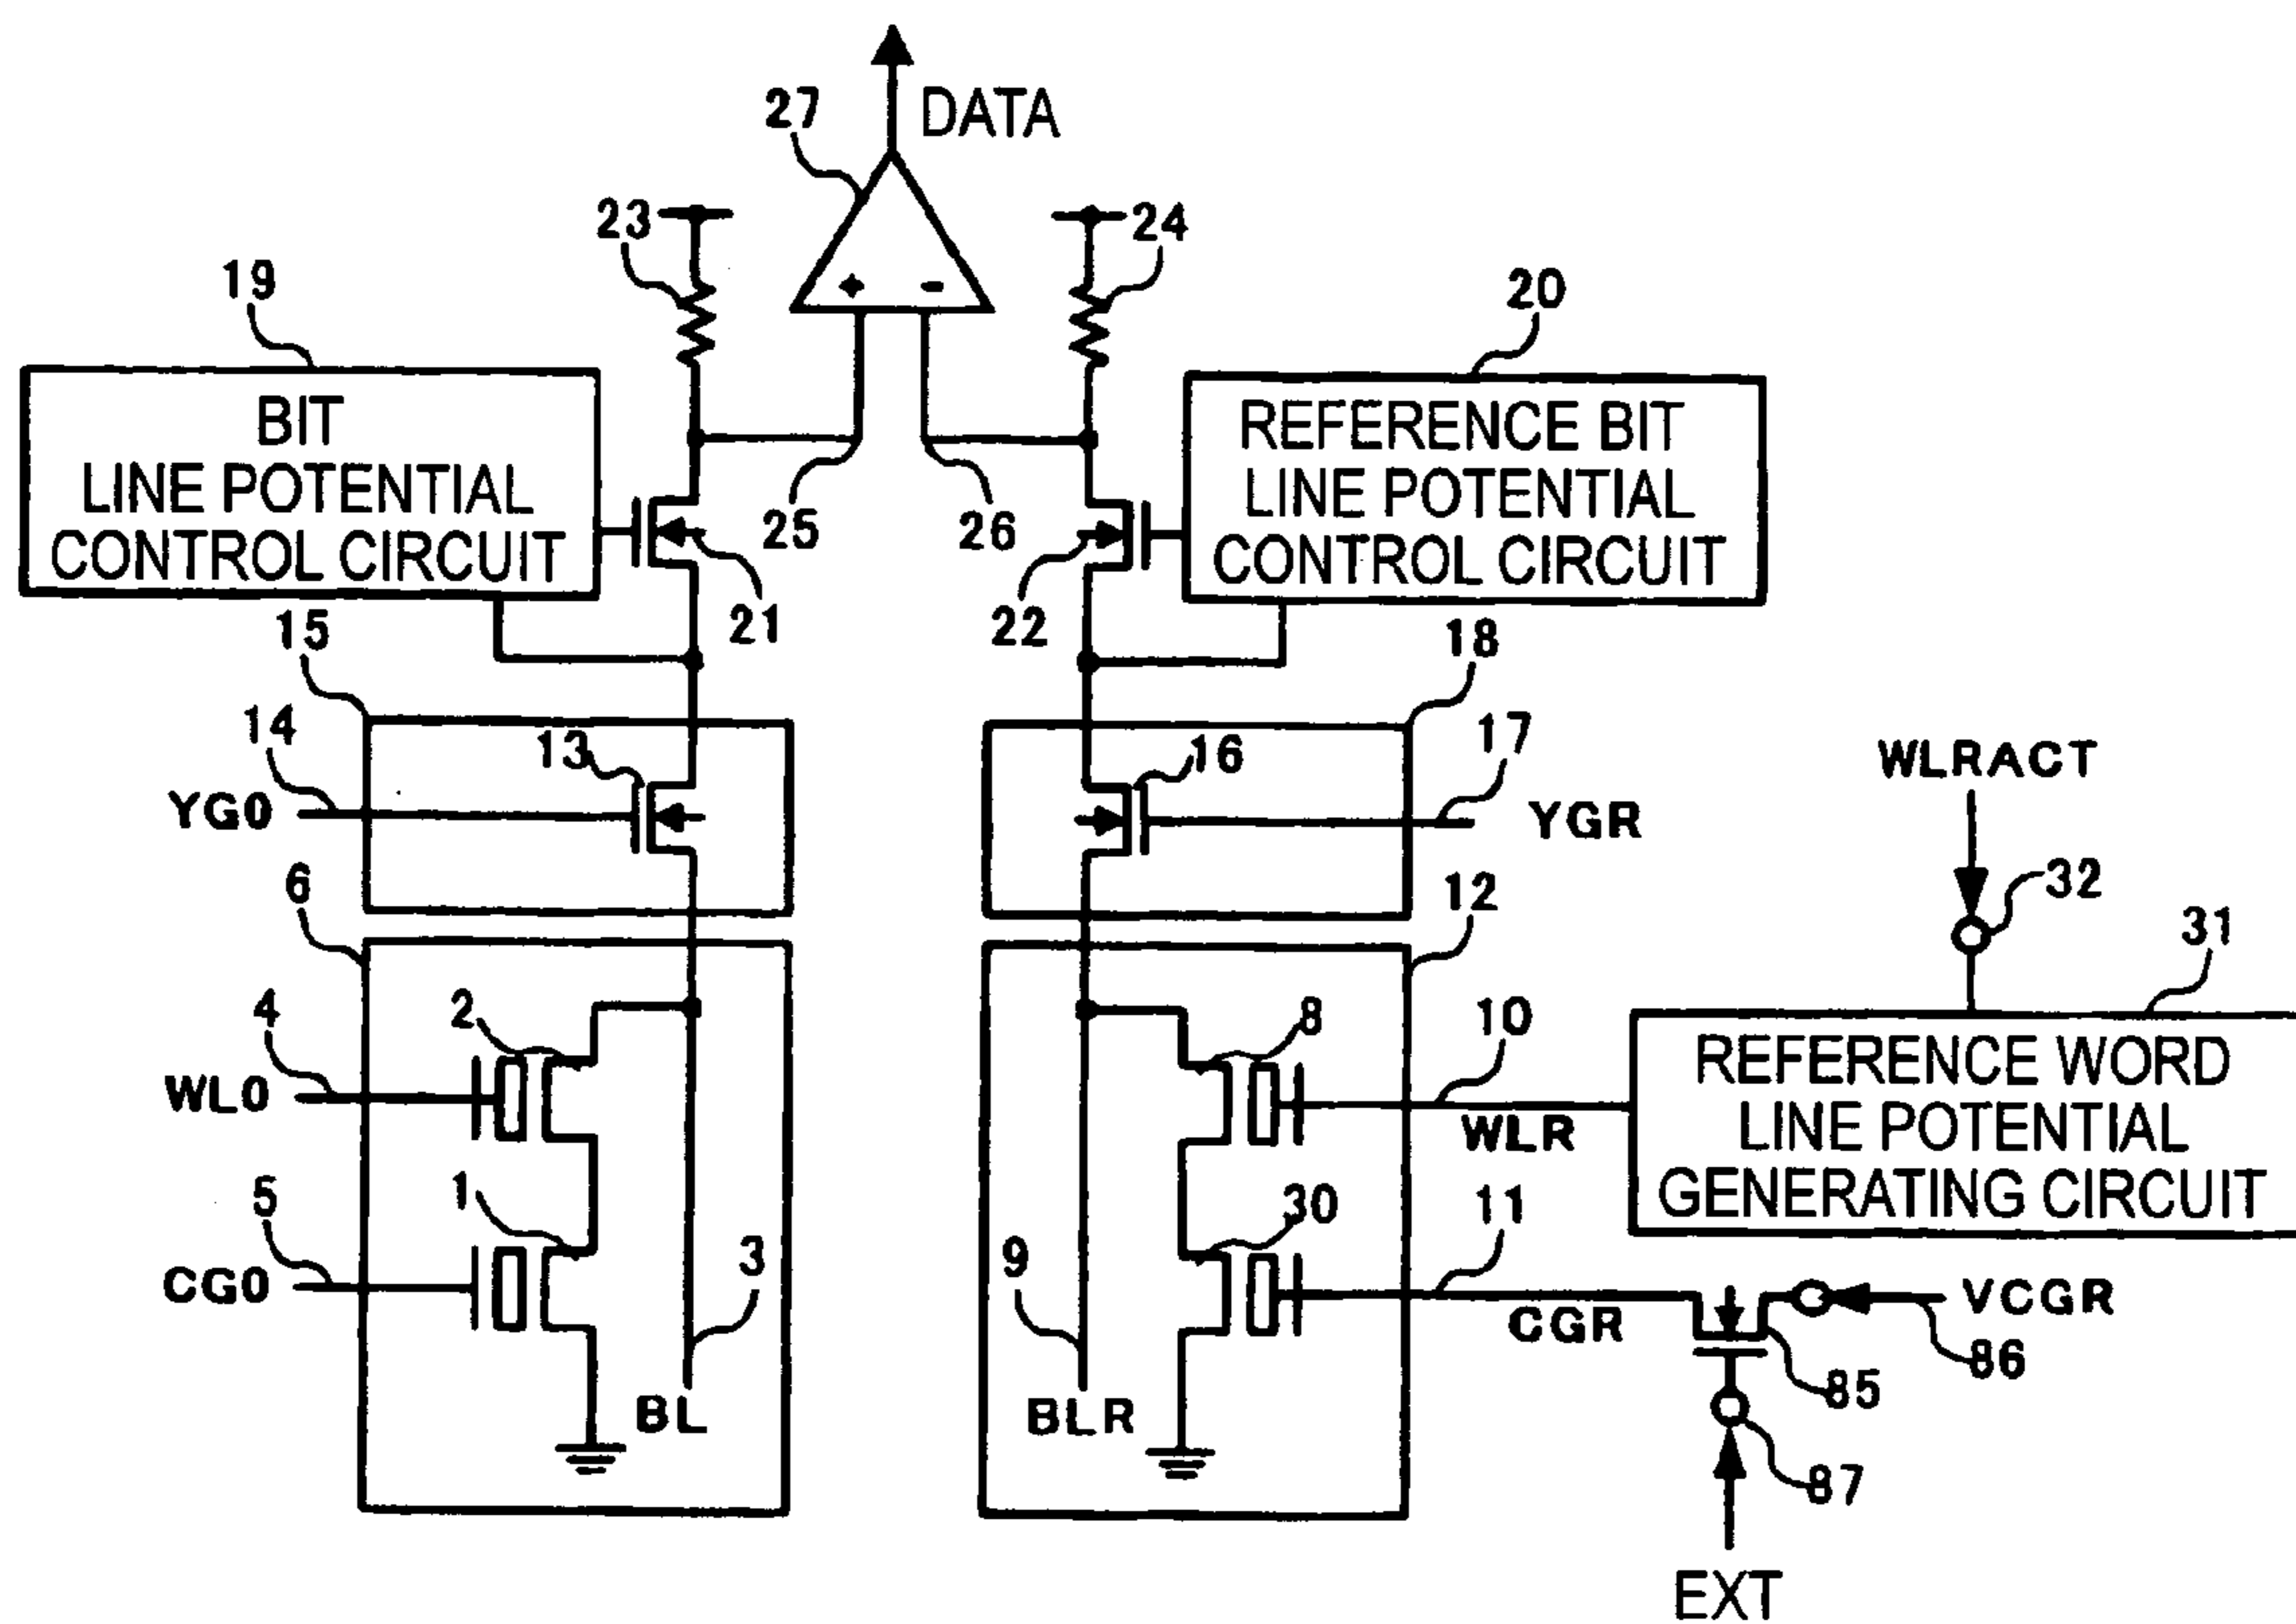 27
DATA
23
24
19
20
BIT
LINE POTENTIAL
CONTROL CIRCUIT
REFERENCE BIT
LINE POTENTIAL
CONTROL CIRCUIT
25
26
21
22
15
18
14
13
16
17
YG0
YGR
WLRACT
32
6
12
31
4
2
8
10
WL0
WLR
REFERENCE WORD
LINE POTENTIAL
GENERATING CIRCUIT
5
1
30
11
CG0
3
9
CGR
VCGR
86
85
BL
BLR
87
EXT